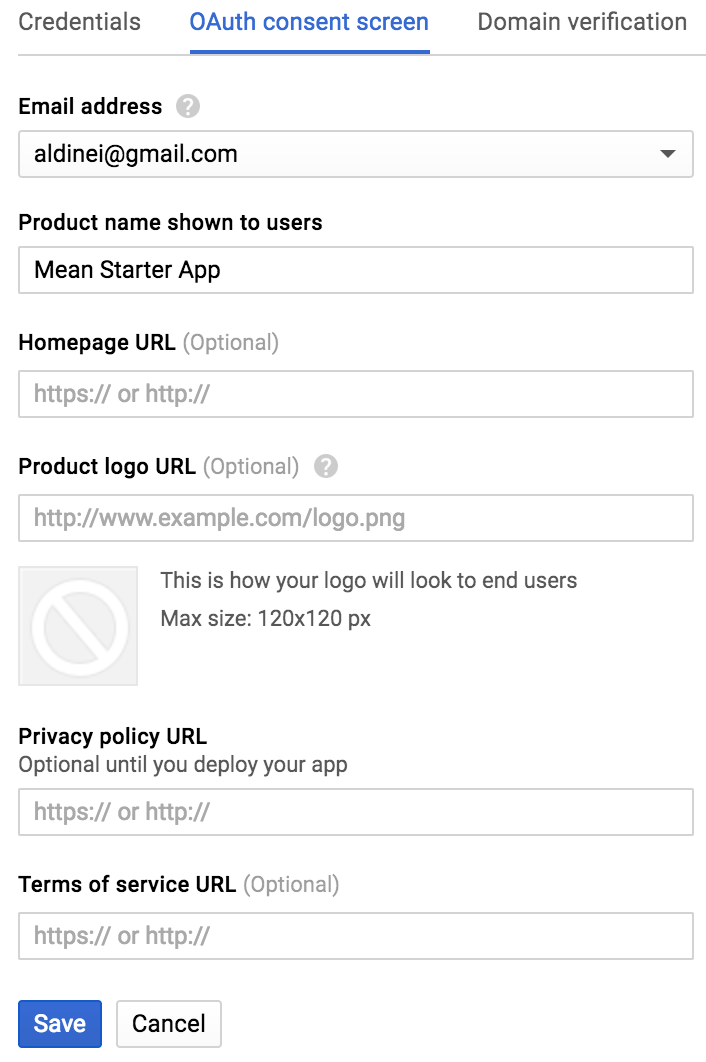 Credentials OAuth consent screen Domain verification
Email address ?
aldinei@gmail.com
Product name shown to users
Mean Starter App
Homepage URL (Optional)
https:// or http://
Product logo URL (Optional) ?
http://www.example.com/logo.png
This is how your logo will look to end users
Max size: 120x120 px
Privacy policy URL
Optional until you deploy your app
https:// or http://
Terms of service URL (Optional)
https:// or http://
Save Cancel